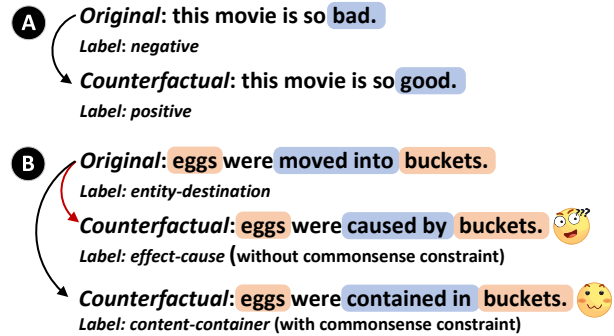 A Original: this movie is so bad.
Label: negative
Counterfactual: this movie is so good.
Label: positive
B Original: eggs were moved into buckets.
Label: entity-destination
Counterfactual: eggs were caused by buckets. ???
Label: effect-cause (without commonsense constraint)
Counterfactual: eggs were contained in buckets.
Label: content-container (with commonsense constraint)